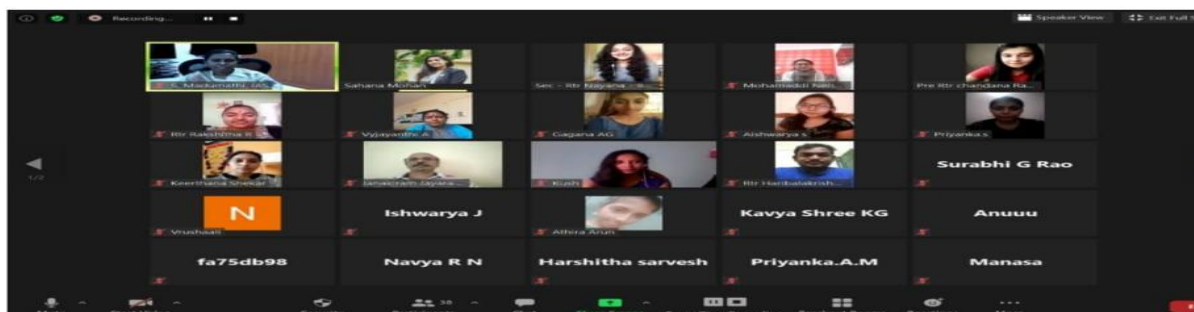 Recording...
Speaker View
Exit Full S
S. Madumathi, IAS
Sahana Mohan
Sec - Rtr Nayana - R...
Pre Rtr chandana Ra...
Rtr Rakshitha R
Vyjayanthi A
Gagana AG
Aishwarya s
Priyanka.s
Keerthana Shekar
Janakiram Jayara...
Kush
Rtr Haribalakrish...
Surabhi G Rao
1/2
N
Vrushaali
Ishwarya J
Athira Arun
Kavya Shree KG
Anuuu
fa75db98
Navya R N
Harshitha sarvesh
Priyanka.A.M
Manasa
38